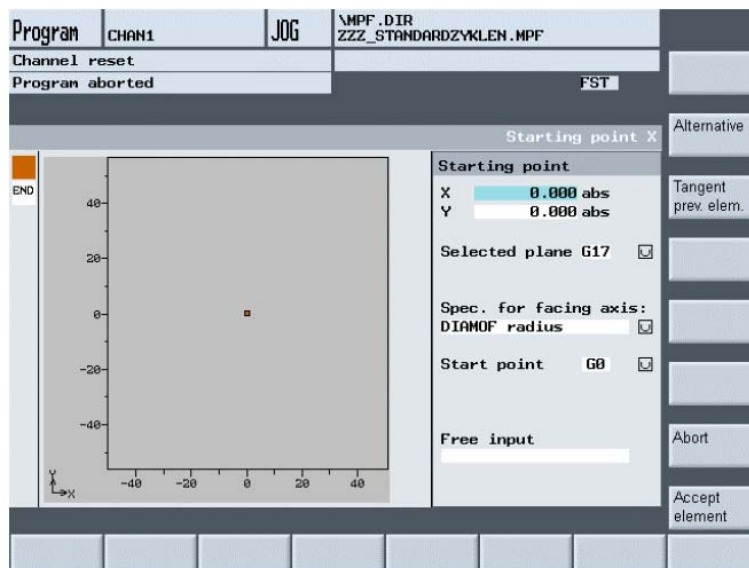 Program CHAN1 JOG \MPF.DIR
ZZZ_STANDARDZYKLEN.MPF
Channel reset
Program aborted FST
Starting point X
END
Starting point
X 0.000 abs
Y 0.000 abs
Selected plane G17
Spec. for facing axis:
DIAMOF radius
Start point G0
Free input
40
20
0
-20
-40
-40 -20 0 20 40
Y
X
Alternative
Tangent
prev. elem.
Abort
Accept
element